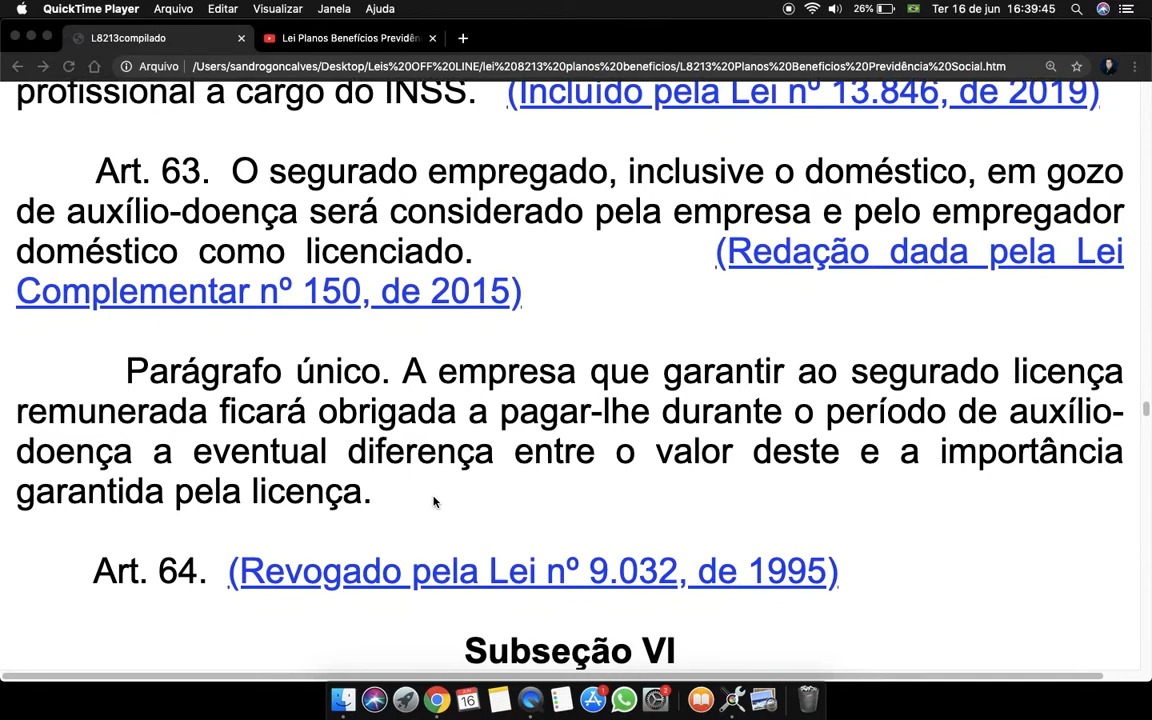 QuickTime Player Arquivo Editar Visualizar Janela Ajuda 26% Ter 16 de jun 16:39:45
L8213compilado Lei Planos Benefícios Previdên
Arquivo /Users/sandrogoncalves/Desktop/Leis%20OFF%20LINE/lei%208213%20planos%20beneficios/L8213%20Planos%20Beneficios%20Previdência%20Social.htm
profissional a cargo do INSS. (Incluído pela Lei nº 13.846, de 2019)
Art. 63. O segurado empregado, inclusive o doméstico, em gozo
de auxílio-doença será considerado pela empresa e pelo empregador
doméstico como licenciado. (Redação dada pela Lei
Complementar nº 150, de 2015)
Parágrafo único. A empresa que garantir ao segurado licença
remunerada ficará obrigada a pagar-lhe durante o período de auxílio-
doença a eventual diferença entre o valor deste e a importância
garantida pela licença.
Art. 64. (Revogado pela Lei nº 9.032, de 1995)
Subseção VI
16
1
2